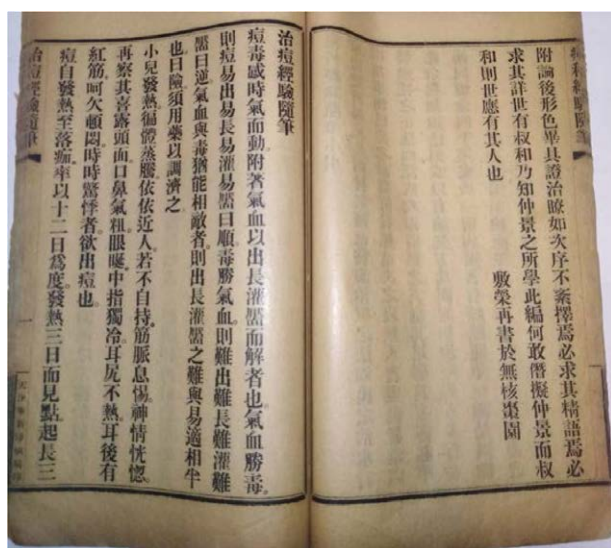 附論後形色畢具證治瞭如次序不紊擇焉必求其精語焉必
求其詳世有叔和乃知仲景之所學此編何敢僭擬仲景而叔
和則世應有其人也
敷榮再書於無核棗園
治痘經驗隨筆
痘毒感時氣而動附著氣血以出長灌靨而解者也氣血勝毒。
則痘易出易長易灌易靨曰順毒勝氣血則難出難長難灌難
靨曰逆氣血與毒猶能相敵者則出長灌靨之難與易適相半
也曰險須用藥以調濟之
小兒發熱徧體蒸騰依依近人若不自持筋脈息惕神情恍惚。
再察其喜露頭面口鼻氣粗眼中指獨冷耳尻不熱耳後有
紅筋呵欠頓悶時時驚悸者欲出痘也
痘自發熱至落痂率以十二日爲度發熱三日而見點起長三
治痘經驗隨筆
一